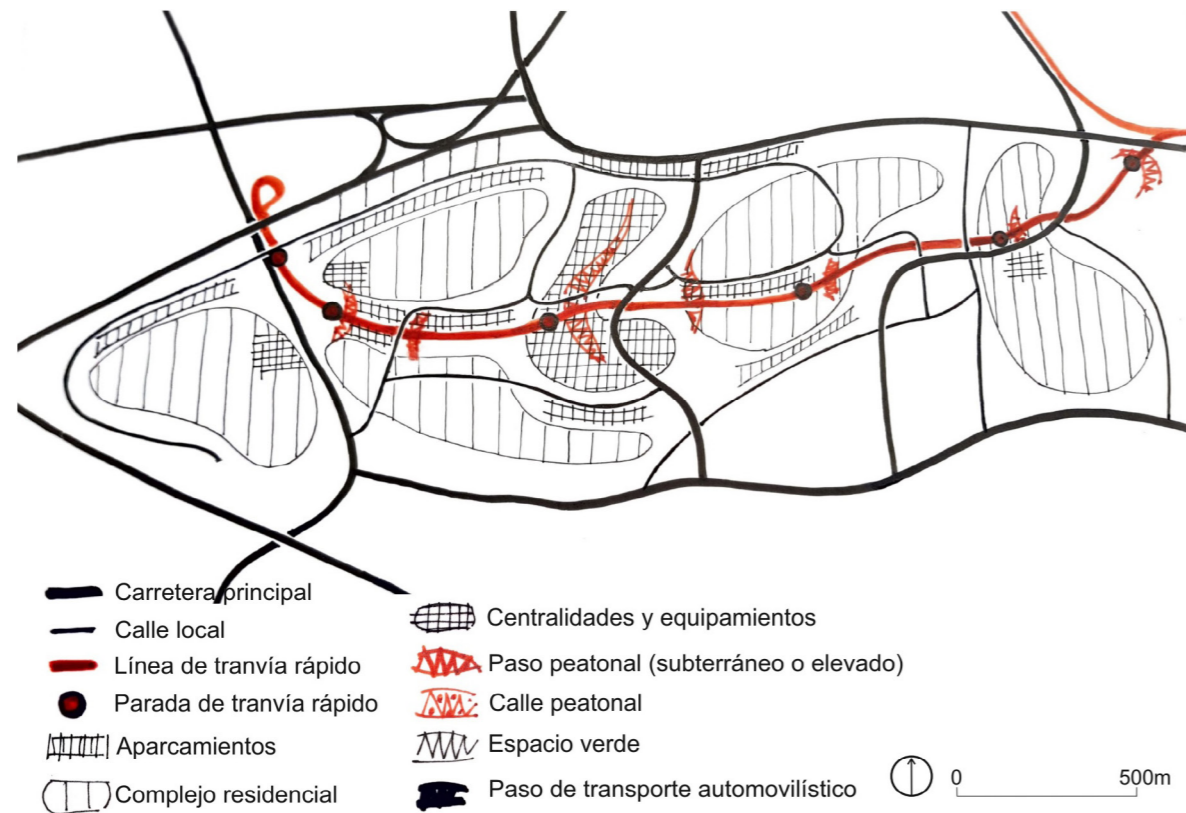 Carretera principal
Calle local
Línea de tranvía rápido
Parada de tranvía rápido
Aparcamientos
Complejo residencial
Centralidades y equipamientos
Paso peatonal (subterráneo o elevado)
Calle peatonal
Espacio verde
Paso de transporte automovilístico
0 500m